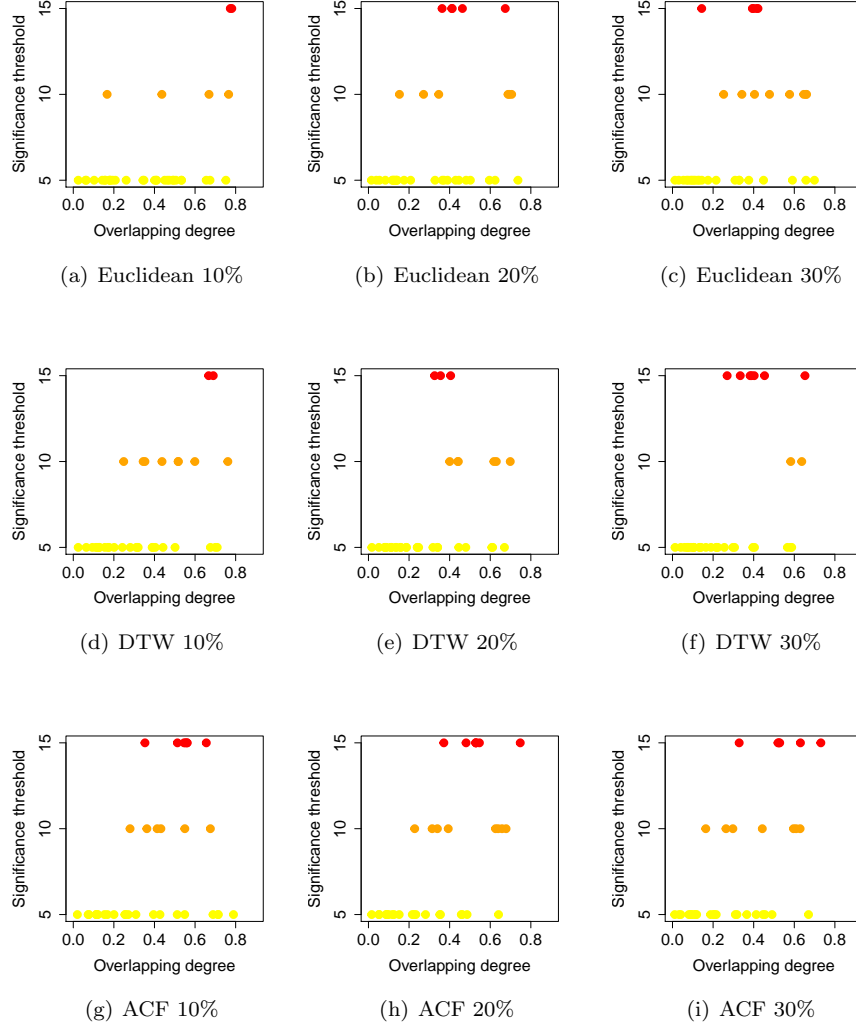 Significance threshold
15
10
5
0.0 0.2 0.4 0.6 0.8
Overlapping degree
(a) Euclidean 10%
Significance threshold
15
10
5
0.0 0.2 0.4 0.6 0.8
Overlapping degree
(b) Euclidean 20%
Significance threshold
15
10
5
0.0 0.2 0.4 0.6 0.8
Overlapping degree
(c) Euclidean 30%
Significance threshold
15
10
5
0.0 0.2 0.4 0.6 0.8
Overlapping degree
(d) DTW 10%
Significance threshold
15
10
5
0.0 0.2 0.4 0.6 0.8
Overlapping degree
(e) DTW 20%
Significance threshold
15
10
5
0.0 0.2 0.4 0.6 0.8
Overlapping degree
(f) DTW 30%
Significance threshold
15
10
5
0.0 0.2 0.4 0.6 0.8
Overlapping degree
(g) ACF 10%
Significance threshold
15
10
5
0.0 0.2 0.4 0.6 0.8
Overlapping degree
(h) ACF 20%
Significance threshold
15
10
5
0.0 0.2 0.4 0.6 0.8
Overlapping degree
(i) ACF 30%